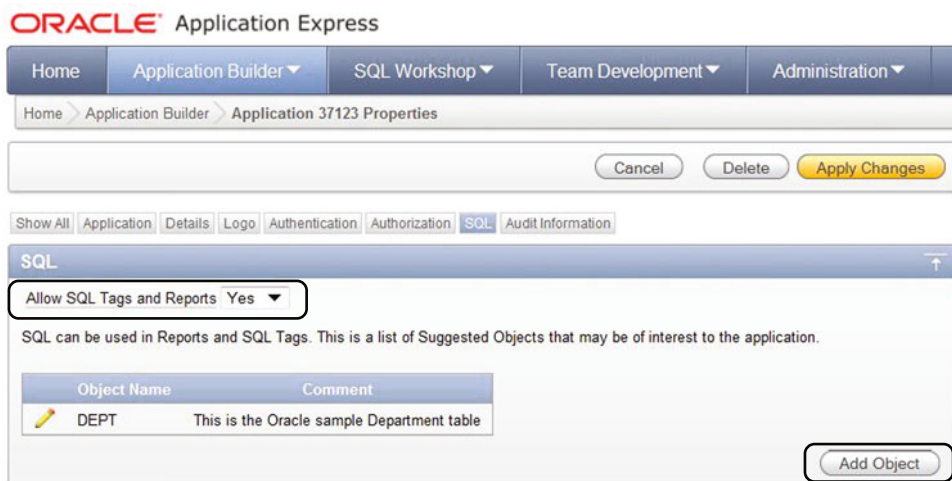 ORACLE Application Express
Home Application Builder SQL Workshop Team Development Administration
Home Application Builder Application 37123 Properties
Cancel Delete Apply Changes
Show All Application Details Logo Authentication Authorization SQL Audit Information
SQL
Allow SQL Tags and Reports Yes
SQL can be used in Reports and SQL Tags. This is a list of Suggested Objects that may be of interest to the application.
Object Name Comment
DEPT This is the Oracle sample Department table
Add Object